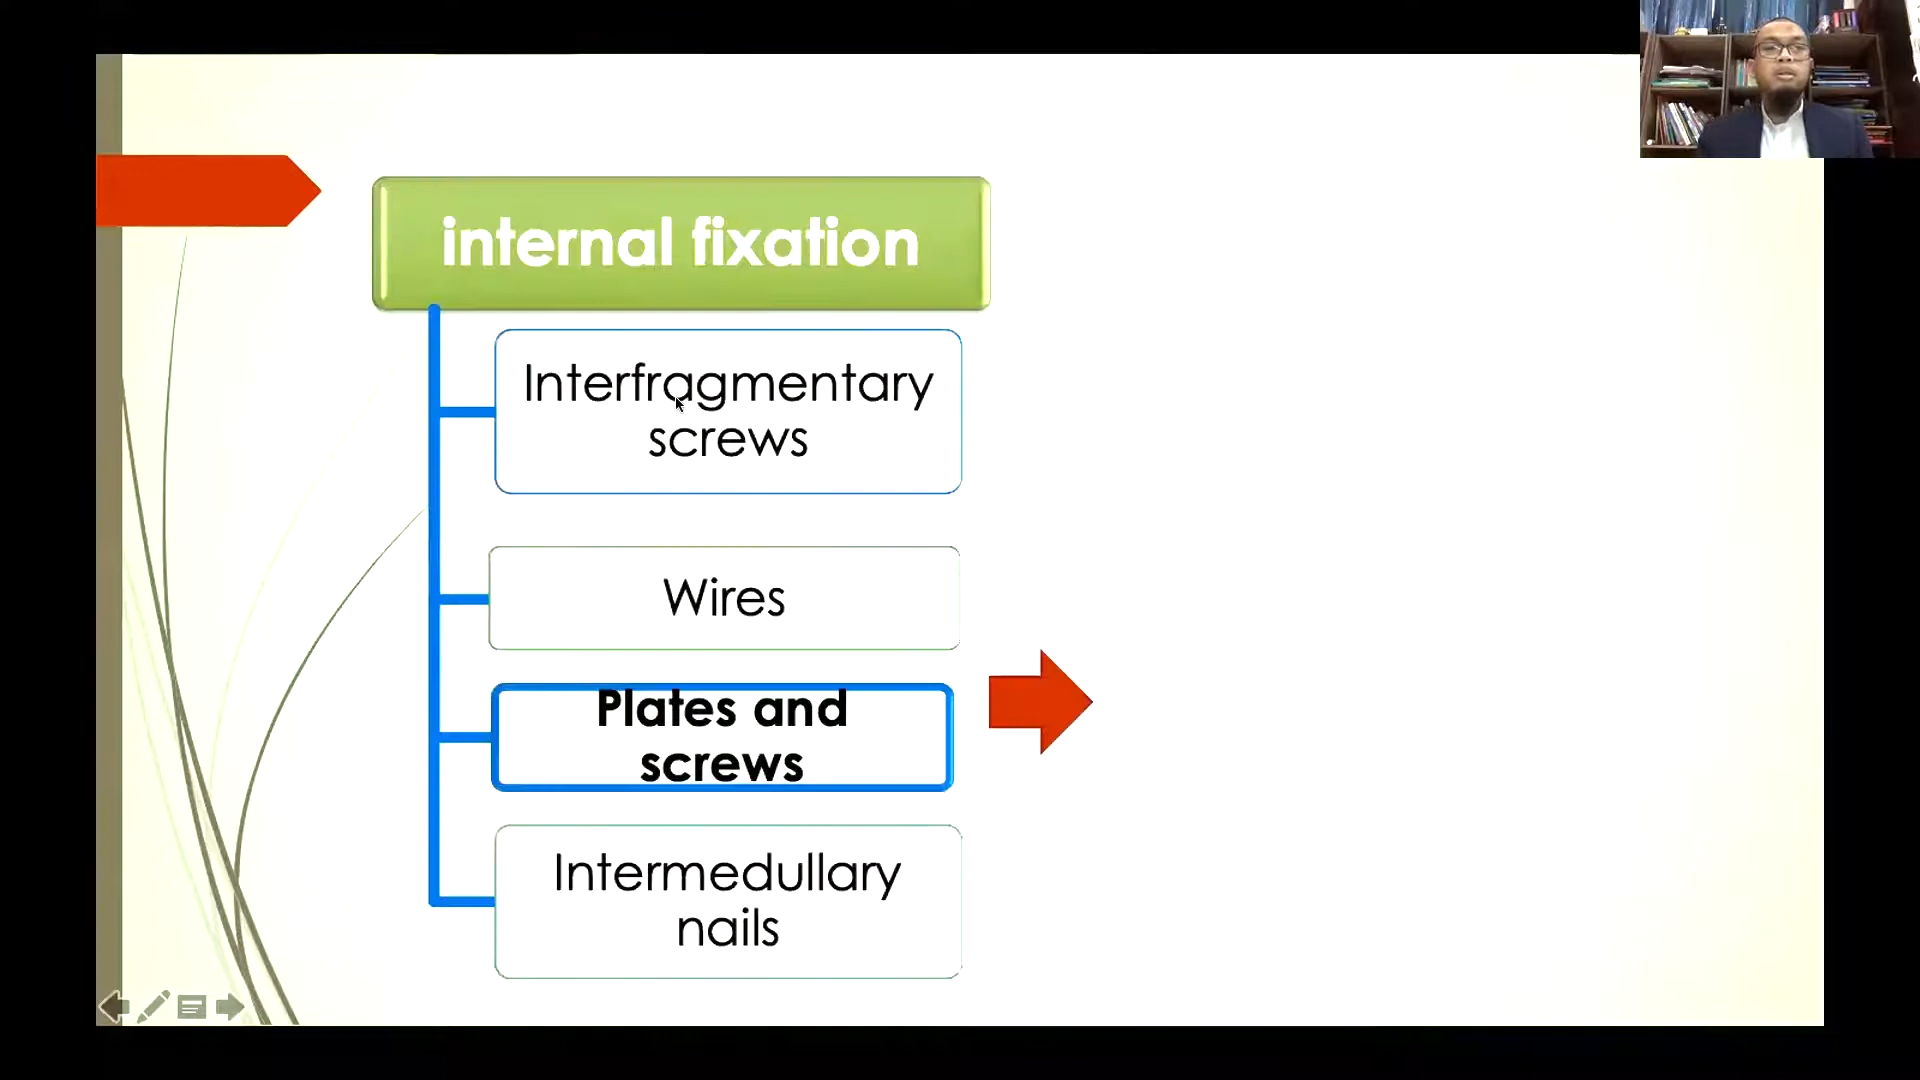 internal fixation
Interfragmentary
screws
Wires
Plates and
screws
Intermedullary
nails